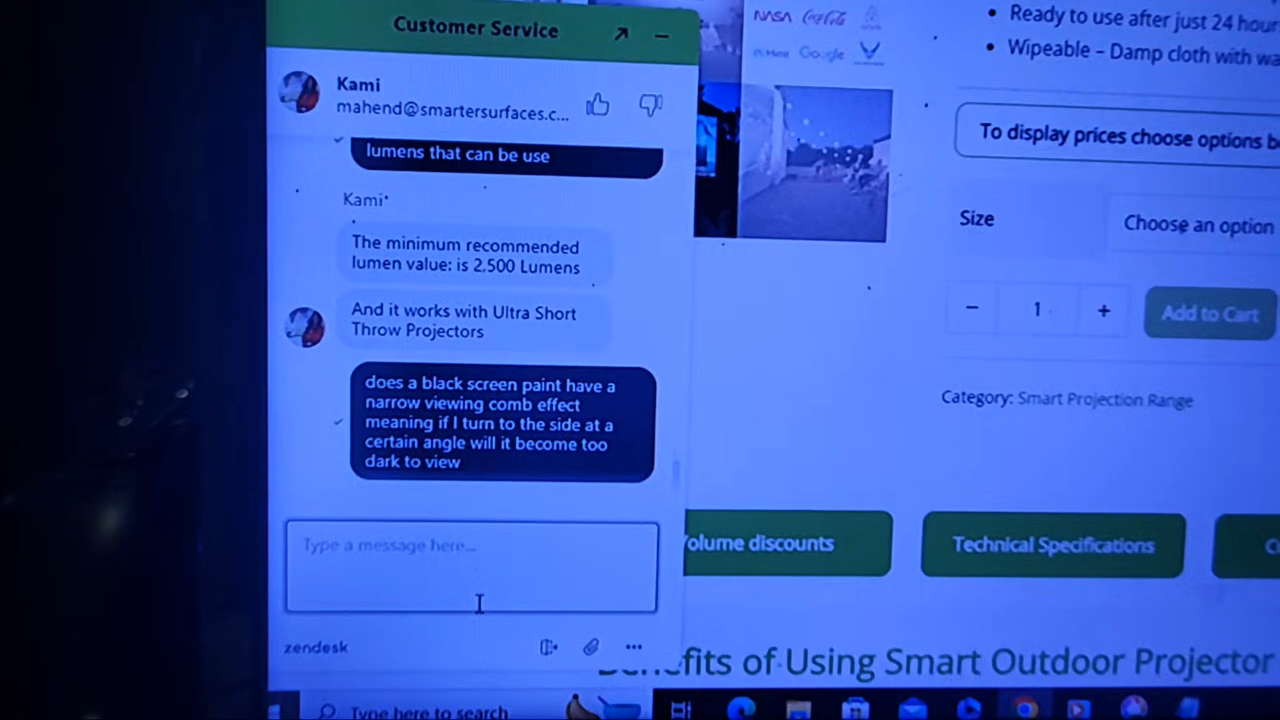 Customer Service
Kami
mahend@smartersurfaces.c...
lumens that can be use
Kami
The minimum recommended
lumen value: is 2,500 Lumens
And it works with Ultra Short
Throw Projectors
does a black screen paint have a
narrow viewing comb effect
meaning if I turn to the side at a
certain angle will it become too
dark to view
Type a message here...
zendesk
Type here to search
NASA Coca-Cola
Meta Google
• Ready to use after just 24 hour
• Wipeable – Damp cloth with wa
To display prices choose options b
Size
Choose an option
− 1 +
Add to Cart
Category: Smart Projection Range
olume discounts
Technical Specifications
fits of Using Smart Outdoor Projector